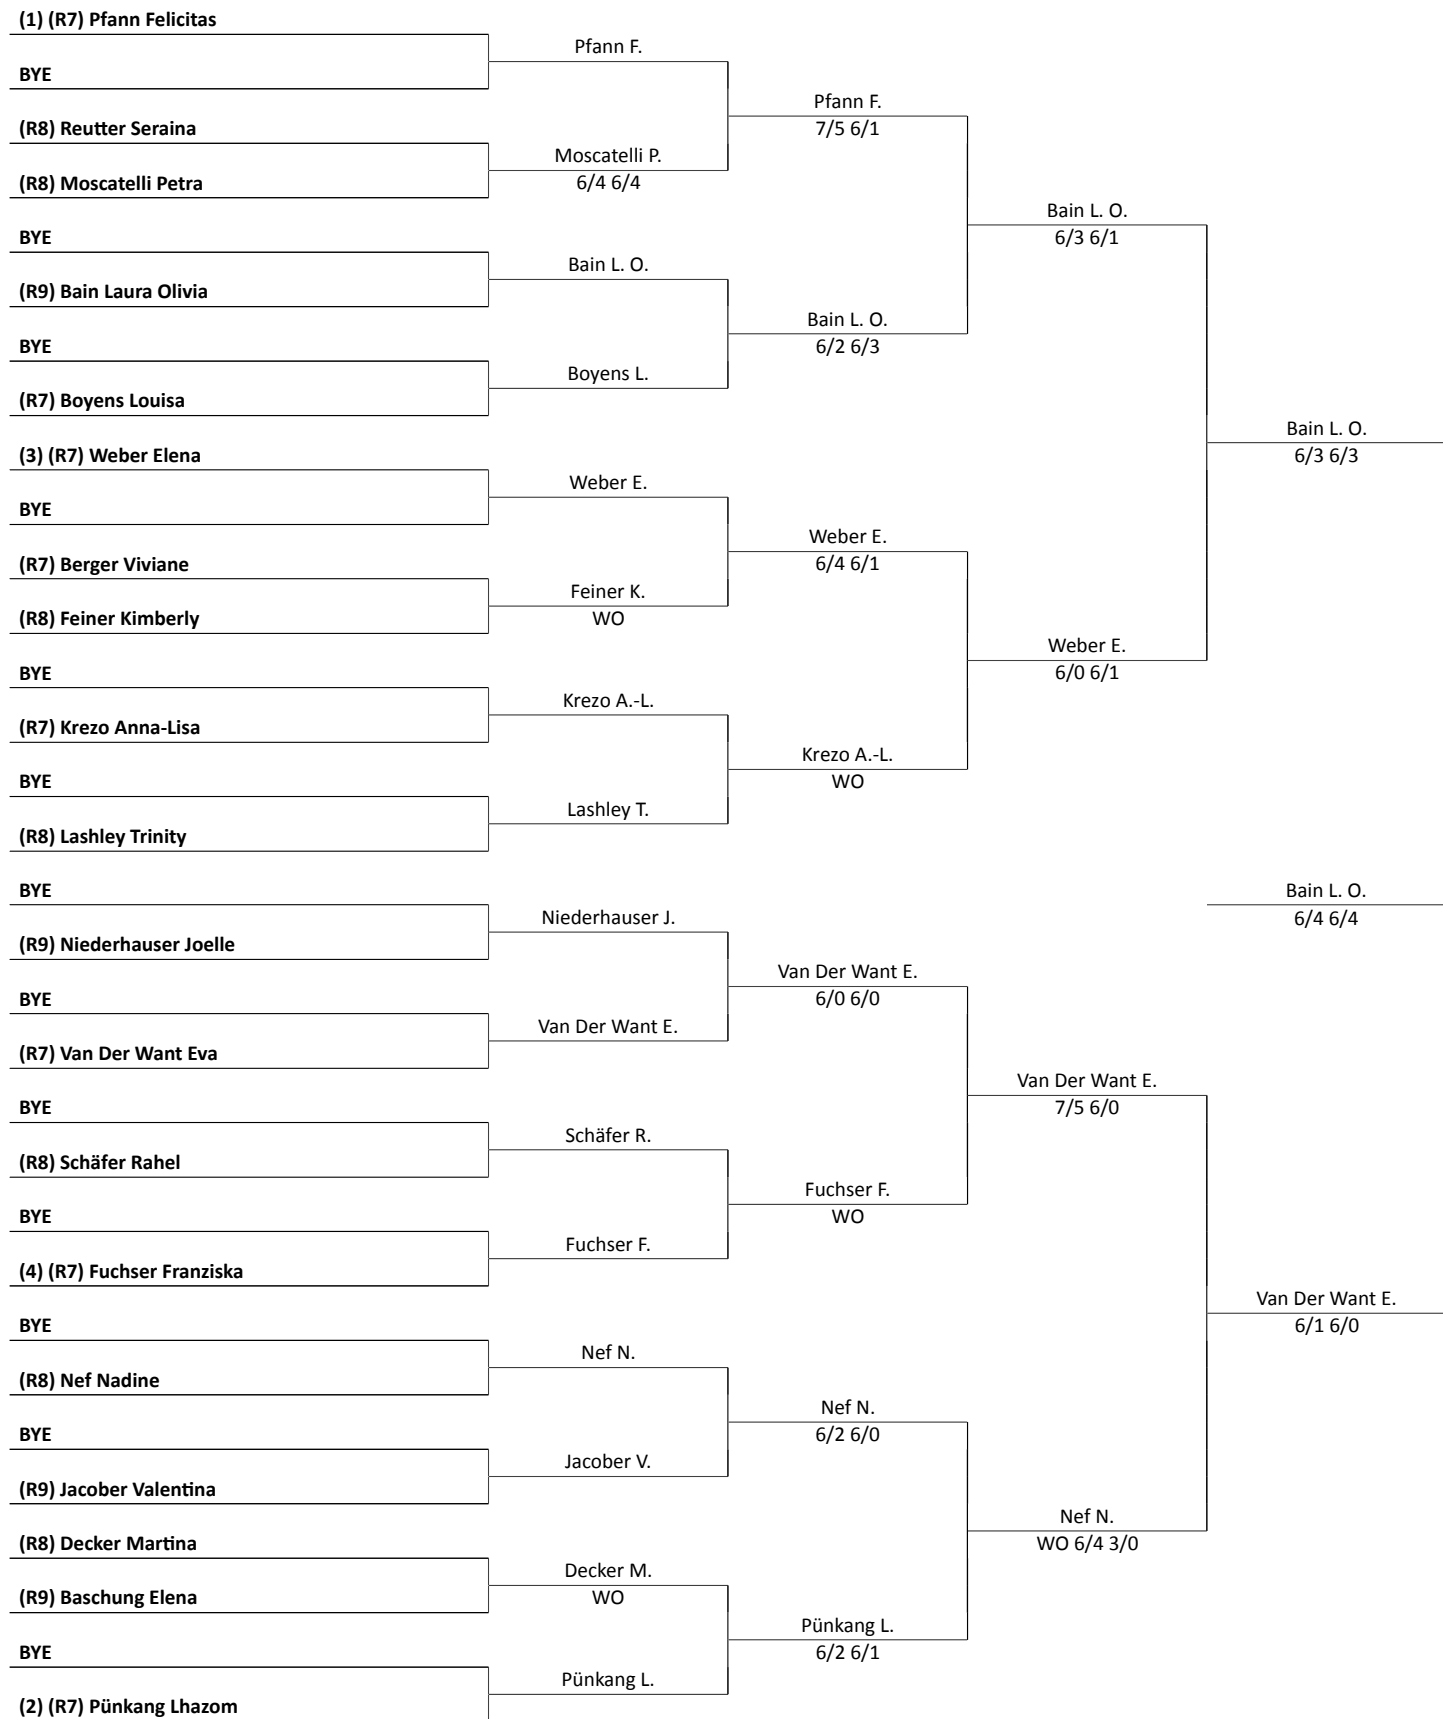 (1) (R7) Pfann Felicitas
Pfann F.
BYE
Pfann F.
7/5 6/1
(R8) Reutter Seraina
Moscatelli P.
6/4 6/4
(R8) Moscatelli Petra
Bain L. O.
6/3 6/1
BYE
Bain L. O.
(R9) Bain Laura Olivia
Bain L. O.
6/2 6/3
BYE
Boyens L.
(R7) Boyens Louisa
Bain L. O.
6/3 6/3
(3) (R7) Weber Elena
Weber E.
BYE
Weber E.
6/4 6/1
(R7) Berger Viviane
Feiner K.
WO
(R8) Feiner Kimberly
Weber E.
6/0 6/1
BYE
Krezo A.-L.
(R7) Krezo Anna-Lisa
Krezo A.-L.
WO
BYE
Lashley T.
(R8) Lashley Trinity
BYE
Bain L. O.
6/4 6/4
Niederhauser J.
(R9) Niederhauser Joelle
Van Der Want E.
6/0 6/0
BYE
Van Der Want E.
(R7) Van Der Want Eva
Van Der Want E.
7/5 6/0
BYE
Schäfer R.
(R8) Schäfer Rahel
Fuchser F.
WO
BYE
Fuchser F.
(4) (R7) Fuchser Franziska
Van Der Want E.
6/1 6/0
BYE
Nef N.
(R8) Nef Nadine
Nef N.
6/2 6/0
BYE
Jacober V.
(R9) Jacober Valentina
Nef N.
WO 6/4 3/0
(R8) Decker Martina
Decker M.
WO
(R9) Baschung Elena
Pünkang L.
6/2 6/1
BYE
Pünkang L.
(2) (R7) Pünkang Lhazom